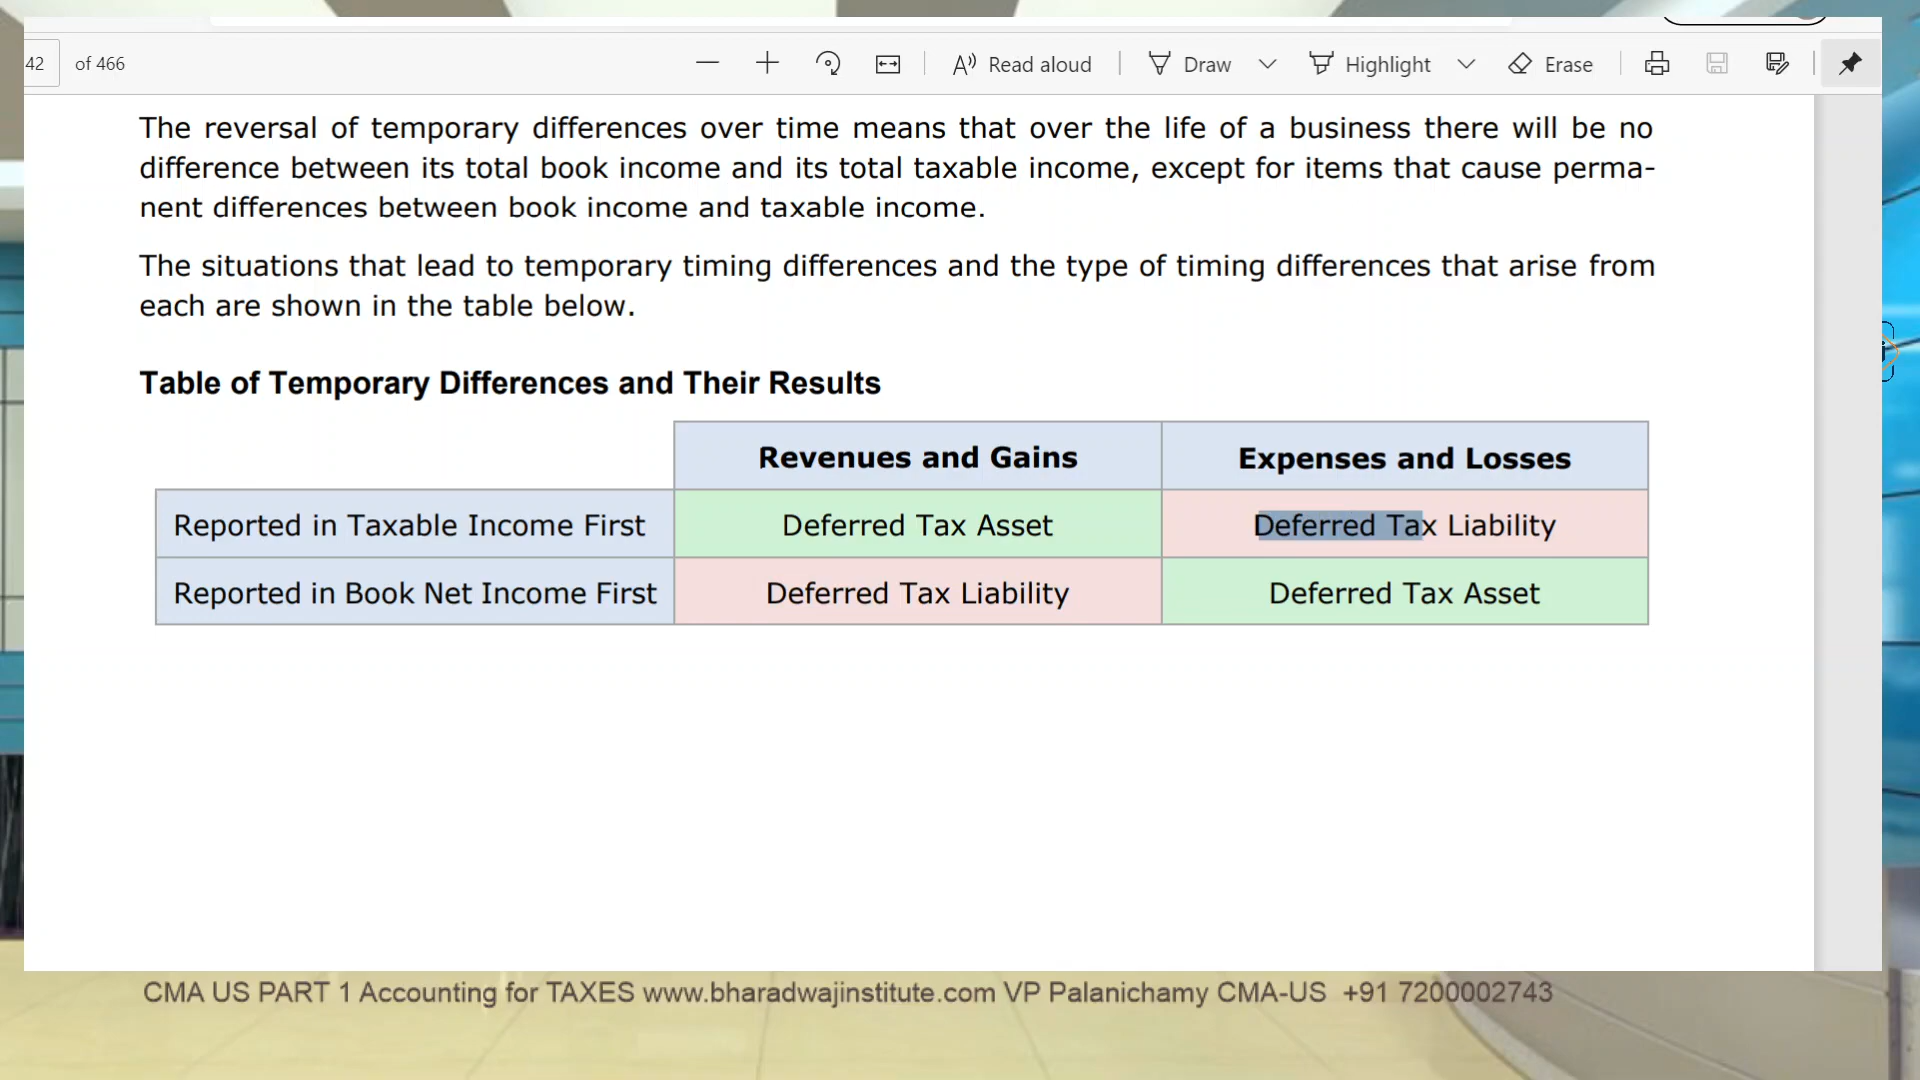 42 of 466 Read aloud Draw Highlight Erase
The reversal of temporary differences over time means that over the life of a business there will be no
difference between its total book income and its total taxable income, except for items that cause perma-
nent differences between book income and taxable income.
The situations that lead to temporary timing differences and the type of timing differences that arise from
each are shown in the table below.
Table of Temporary Differences and Their Results
Revenues and Gains Expenses and Losses
Reported in Taxable Income First Deferred Tax Asset Deferred Tax Liability
Reported in Book Net Income First Deferred Tax Liability Deferred Tax Asset
CMA US PART 1 Accounting for TAXES www.bharadwajinstitute.com VP Palanichamy CMA-US +91 7200002743